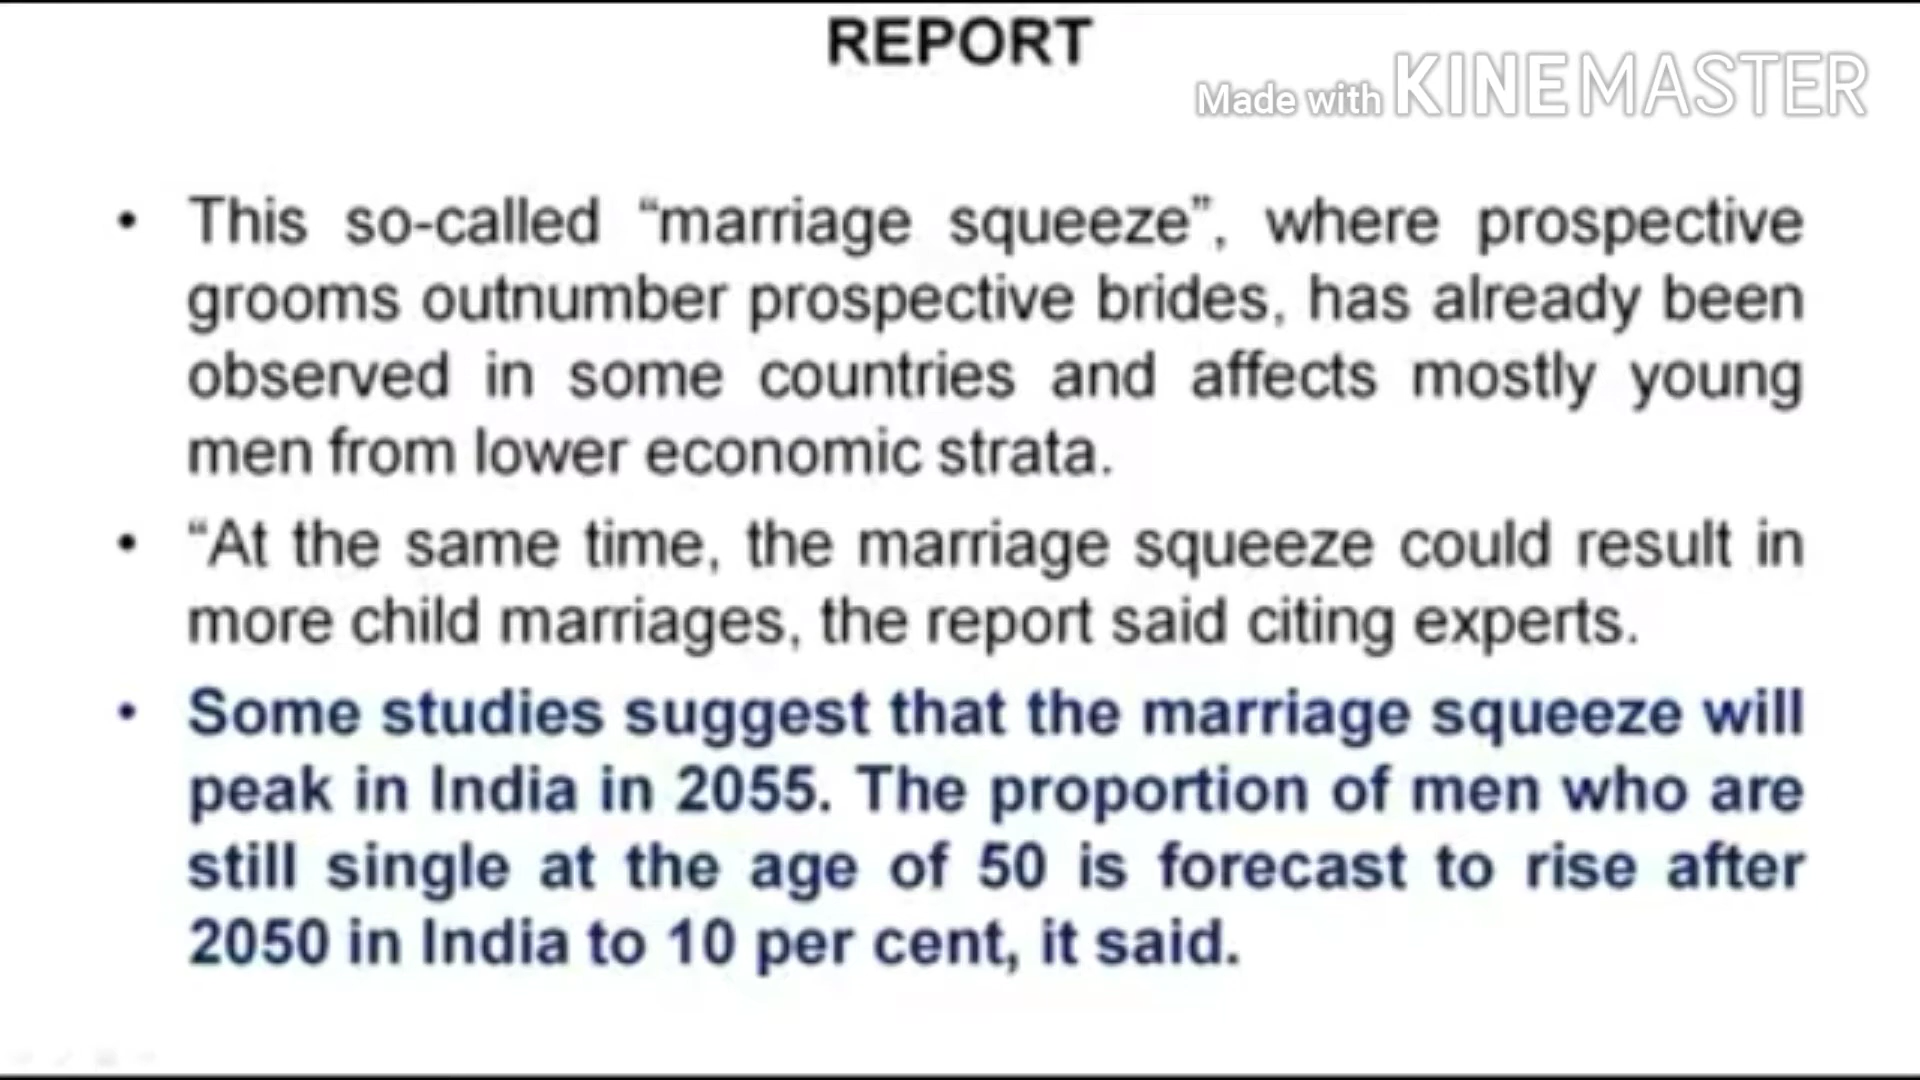 REPORT
Made with KINEMASTER
• This so-called “marriage squeeze”, where prospective
grooms outnumber prospective brides, has already been
observed in some countries and affects mostly young
men from lower economic strata.
• “At the same time, the marriage squeeze could result in
more child marriages, the report said citing experts.
• Some studies suggest that the marriage squeeze will
peak in India in 2055. The proportion of men who are
still single at the age of 50 is forecast to rise after
2050 in India to 10 per cent, it said.